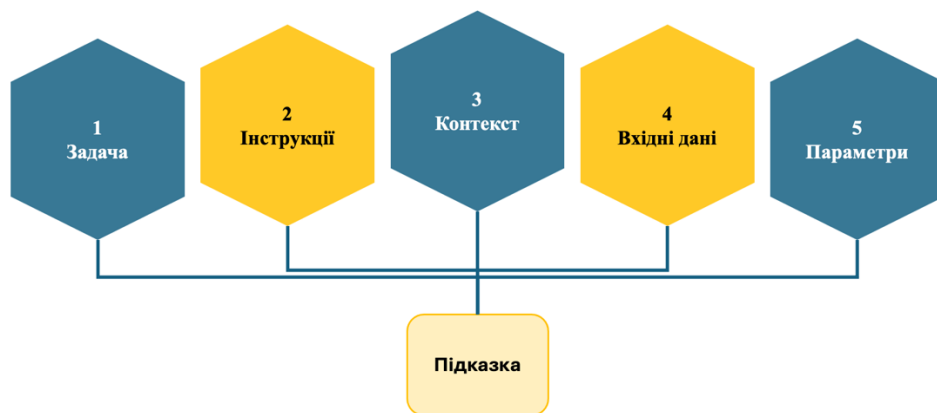 1
Задача
2
Інструкції
3
Контекст
4
Вхідні дані
5
Параметри
Підказка